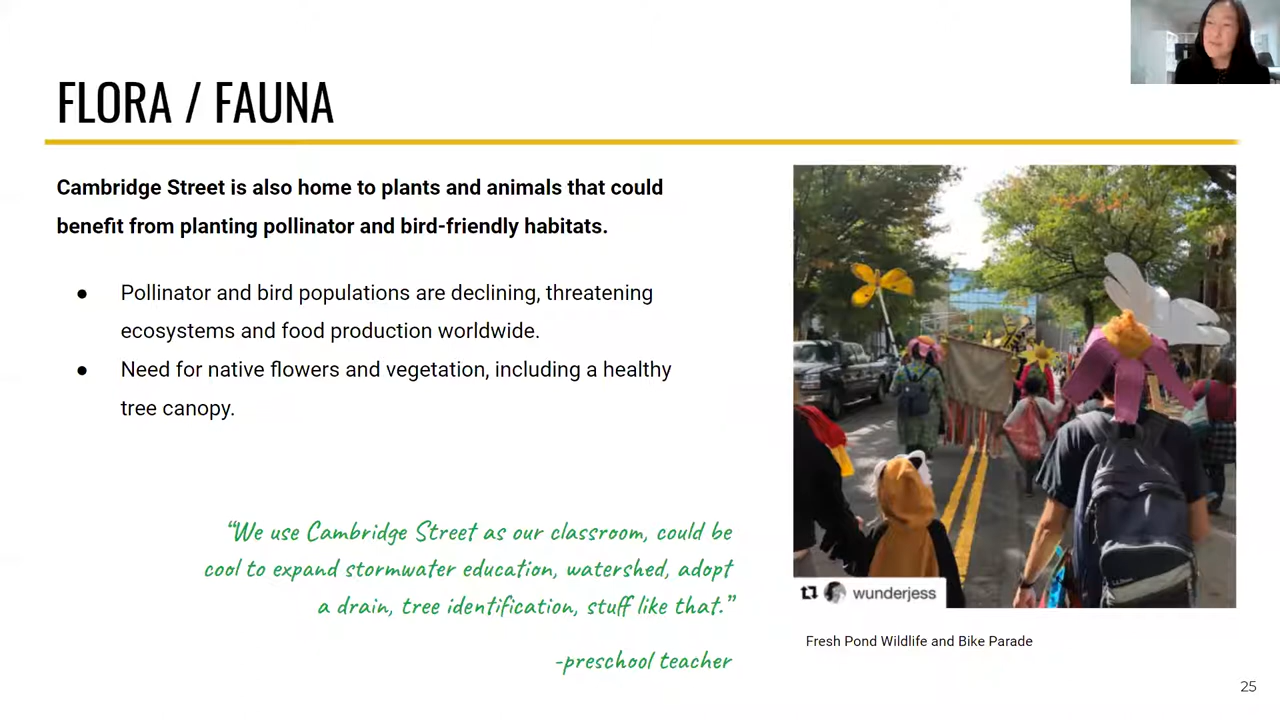 FLORA / FAUNA
Cambridge Street is also home to plants and animals that could
benefit from planting pollinator and bird-friendly habitats.
● Pollinator and bird populations are declining, threatening
ecosystems and food production worldwide.
● Need for native flowers and vegetation, including a healthy
tree canopy.
“We use Cambridge Street as our classroom, could be
cool to expand stormwater education, watershed, adopt
a drain, tree identification, stuff like that.”
-preschool teacher
wunderjess
Fresh Pond Wildlife and Bike Parade
25